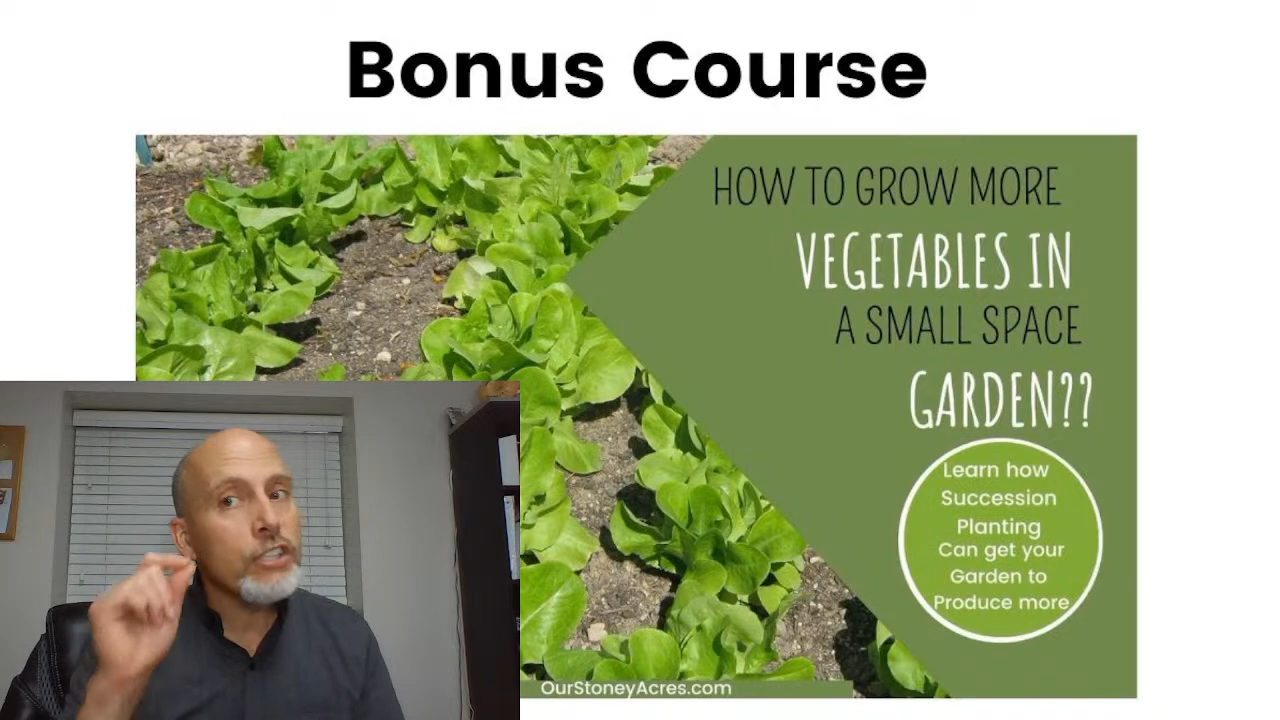 Bonus Course
HOW TO GROW MORE
VEGETABLES IN
A SMALL SPACE
GARDEN??
Learn how
Succession
Planting
Can get your
Garden to
Produce more
OurStoneyAcres.com